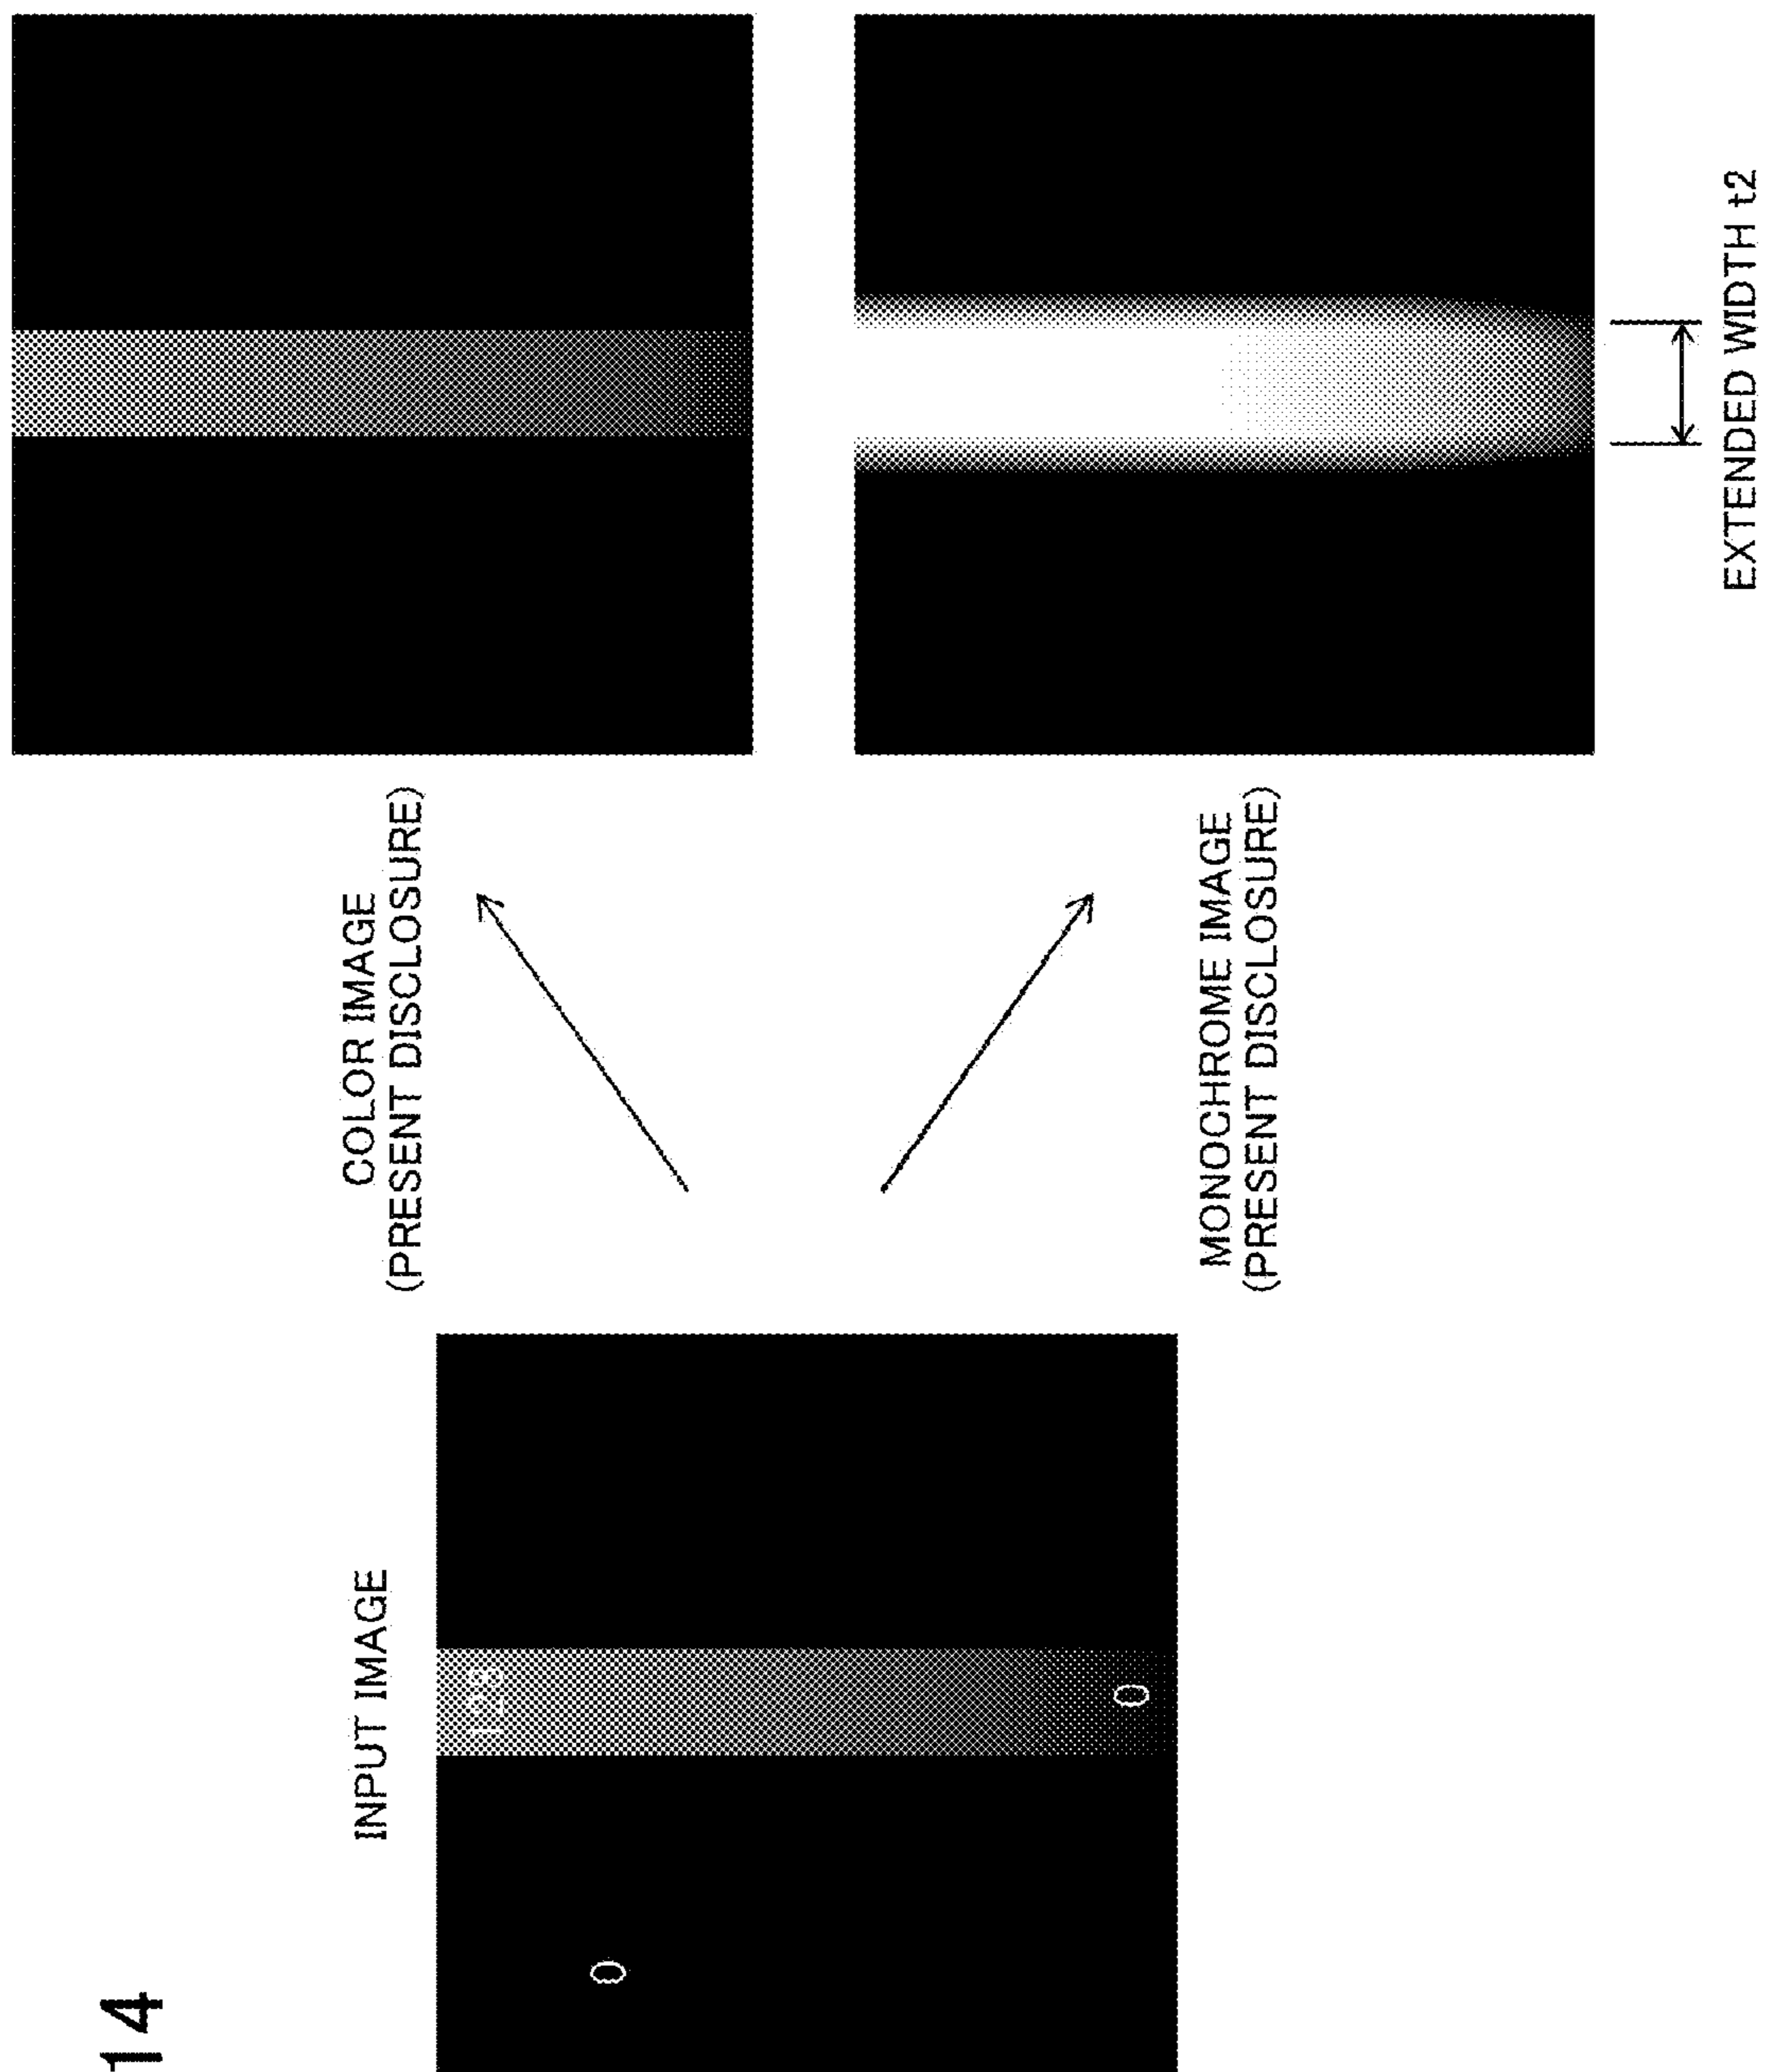 14
INPUT IMAGE
128
0
0
COLOR IMAGE
(PRESENT DISCLOSURE)
MONOCHROME IMAGE
(PRESENT DISCLOSURE)
EXTENDED WIDTH t2